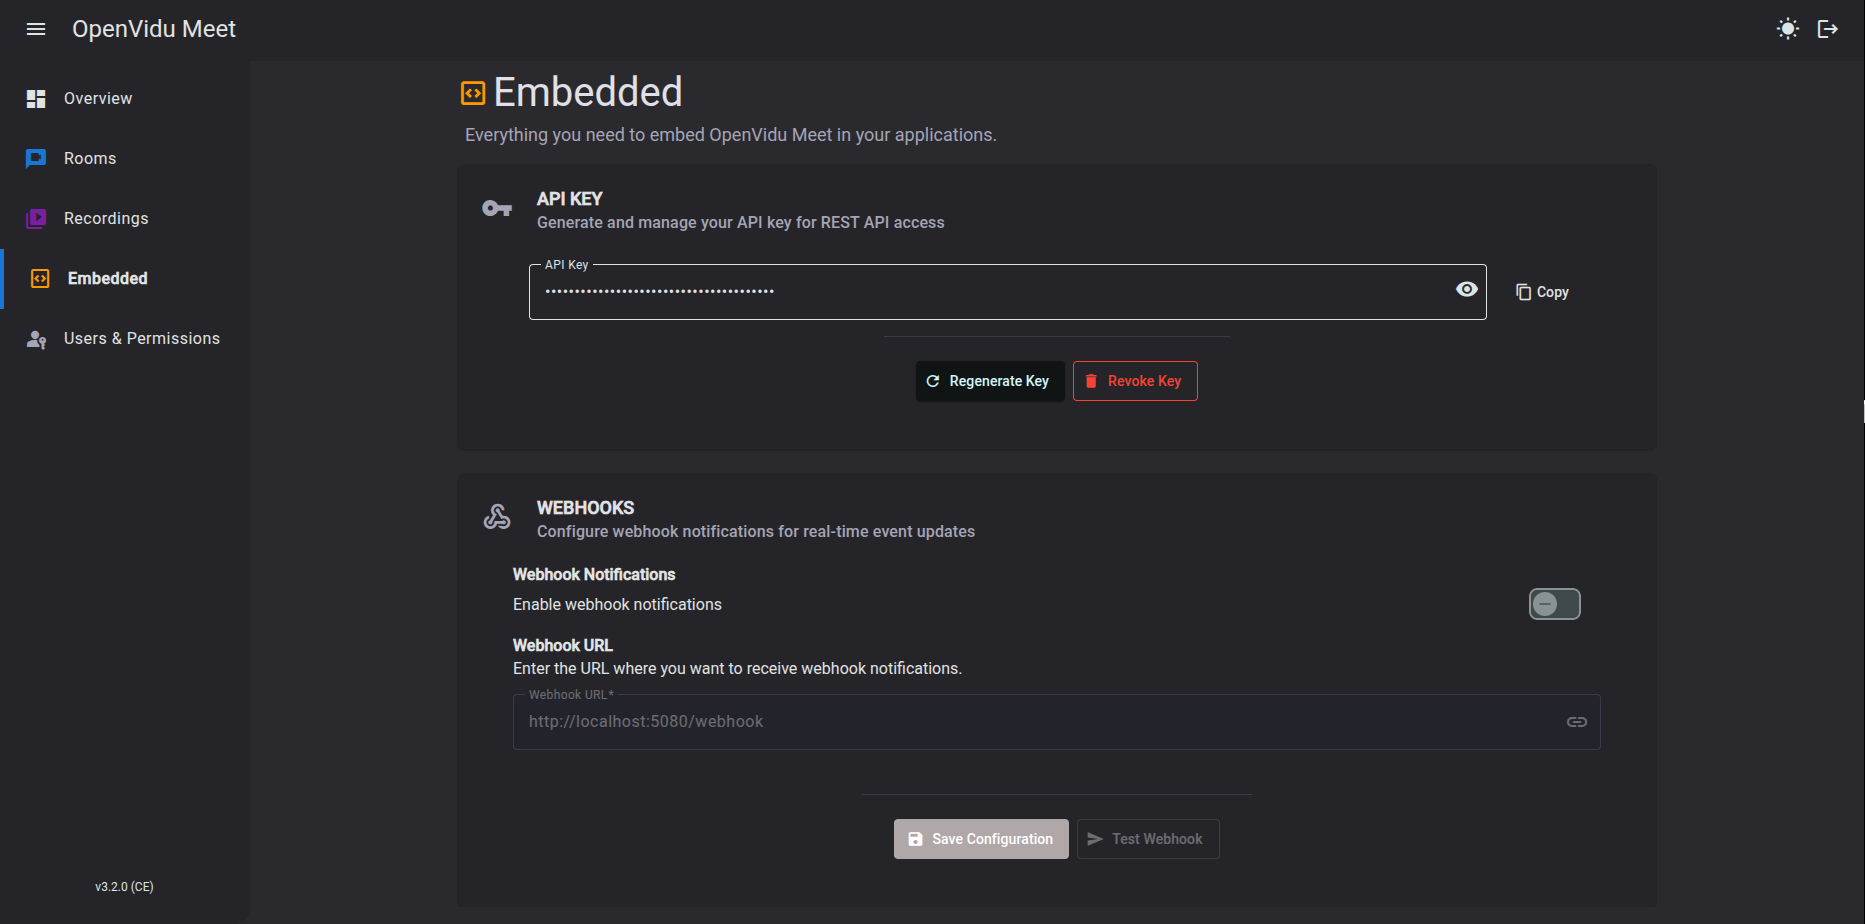 OpenVidu Meet
Overview
Rooms
Recordings
Embedded
Users & Permissions
v3.2.0 (CE)
Embedded
Everything you need to embed OpenVidu Meet in your applications.
API KEY
Generate and manage your API key for REST API access
API Key
••••••••••••••••••••••••••••••••••••••
Copy
Regenerate Key
Revoke Key
WEBHOOKS
Configure webhook notifications for real-time event updates
Webhook Notifications
Enable webhook notifications
Webhook URL
Enter the URL where you want to receive webhook notifications.
Webhook URL*
http://localhost:5080/webhook
Save Configuration
Test Webhook